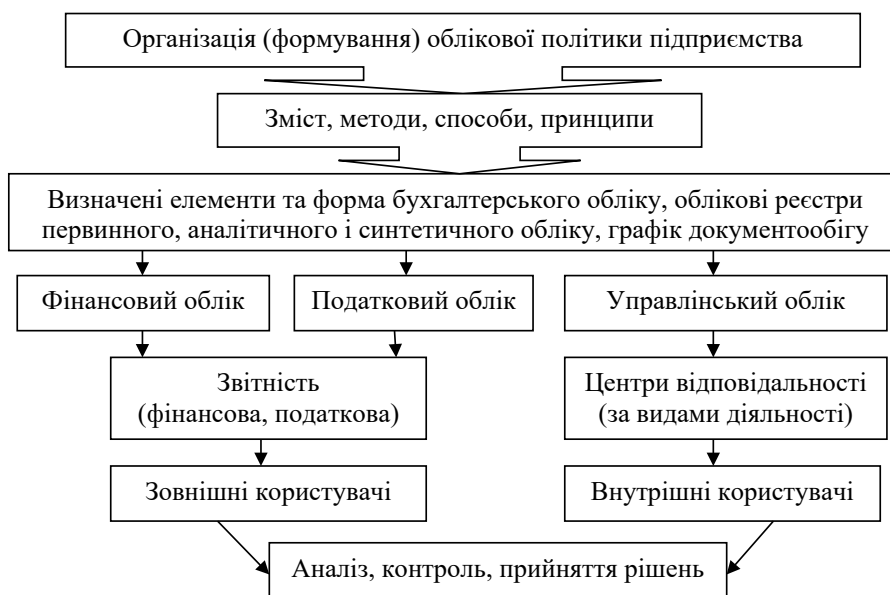 Організація (формування) облікової політики підприємства
Зміст, методи, способи, принципи
Визначені елементи та форма бухгалтерського обліку, облікові реєстри
первинного, аналітичного і синтетичного обліку, графік документообігу
Фінансовий облік
Податковий облік
Управлінський облік
Звітність
(фінансова, податкова)
Центри відповідальності
(за видами діяльності)
Зовнішні користувачі
Внутрішні користувачі
Аналіз, контроль, прийняття рішень